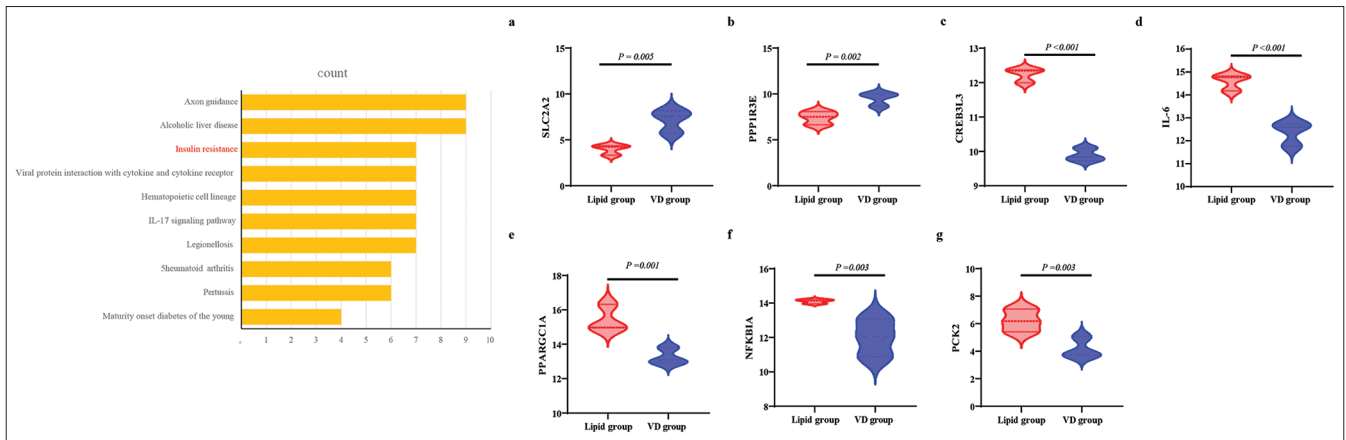 count
Axon guidance
Alcoholic liver disease
Insulin resistance
Viral protein interaction with cytokine and cytokine receptor
Hematopoietic cell lineage
IL-17 signaling pathway
Legionellosis
5heumatoid arthritis
Pertussis
Maturity onset diabetes of the young
1 2 3 4 5 6 7 8 9 10
a
SLC2A2
15
10
5
0
P = 0.005
Lipid group VD group
b
PPP1R3E
15
10
5
0
P = 0.002
Lipid group VD group
c
CREB3L3
13
12
11
10
9
P <0.001
Lipid group VD group
d
IL-6
16
15
14
13
12
11
10
P <0.001
Lipid group VD group
e
PPARGC1A
18
16
14
12
10
P =0.001
Lipid group VD group
f
NFKBIA
16
14
12
10
8
P =0.003
Lipid group VD group
g
PCK2
10
8
6
4
2
0
P =0.003
Lipid group VD group